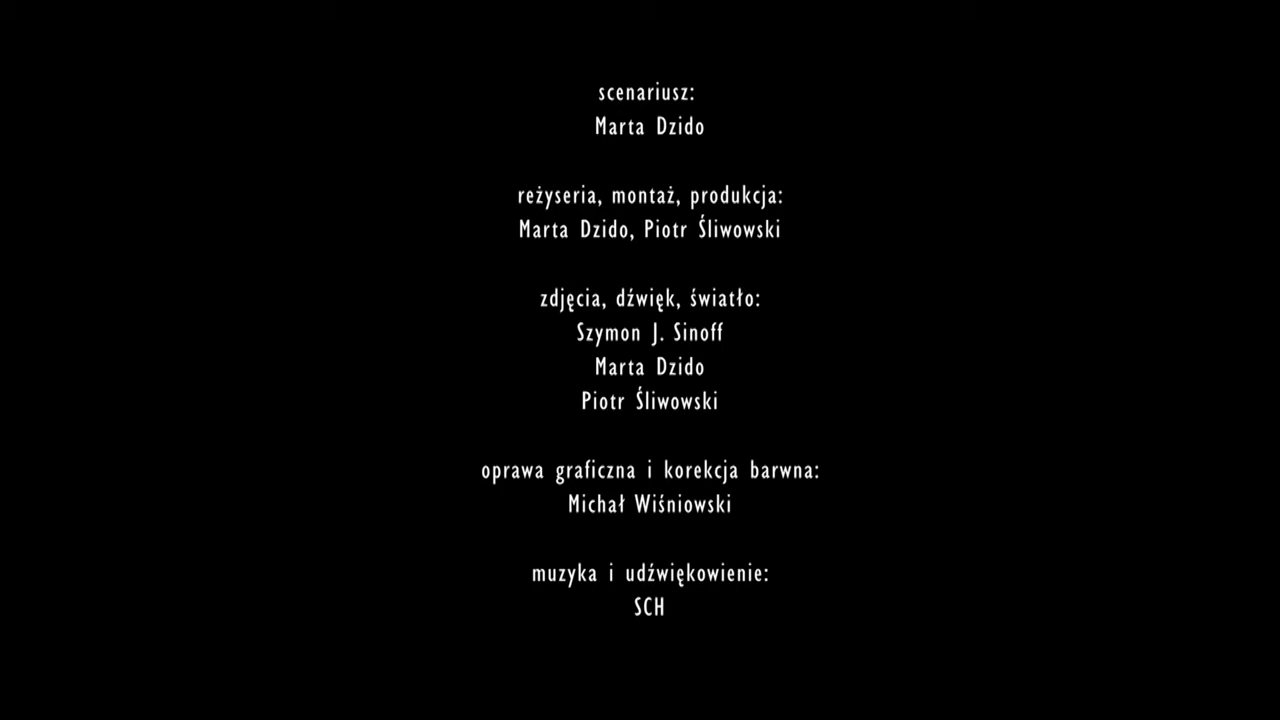 scenariusz:
Marta Dzido
reżyseria, montaż, produkcja:
Marta Dzido, Piotr Śliwowski
zdjęcia, dźwięk, światło:
Szymon J. Sinoff
Marta Dzido
Piotr Śliwowski
oprawa graficzna i korekcja barwna:
Michał Wiśniowski
muzyka i udźwiękowienie:
SCH